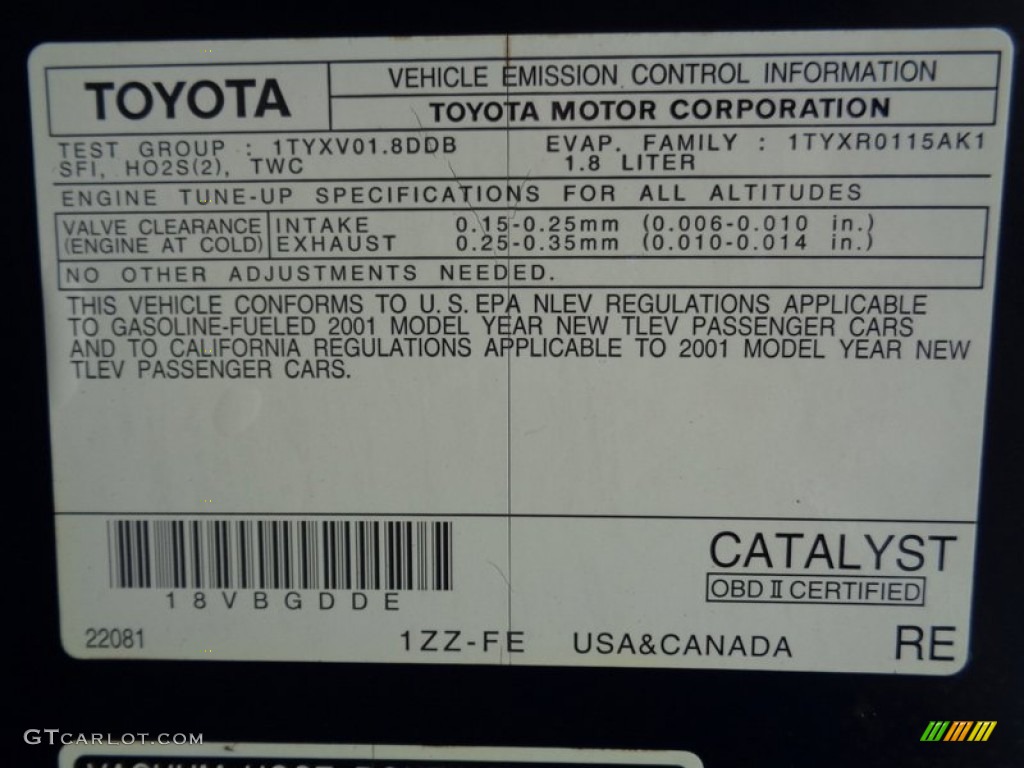 TOYOTA
VEHICLE EMISSION CONTROL INFORMATION
TOYOTA MOTOR CORPORATION
TEST GROUP : 1TYXV01.8DDB EVAP. FAMILY : 1TYXR0115AK1
SFI, HO2S(2), TWC 1.8 LITER
ENGINE TUNE-UP SPECIFICATIONS FOR ALL ALTITUDES
VALVE CLEARANCE INTAKE 0.15-0.25mm (0.006-0.010 in.)
(ENGINE AT COLD) EXHAUST 0.25-0.35mm (0.010-0.014 in.)
NO OTHER ADJUSTMENTS NEEDED.
THIS VEHICLE CONFORMS TO U.S. EPA NLEV REGULATIONS APPLICABLE
TO GASOLINE-FUELED 2001 MODEL YEAR NEW TLEV PASSENGER CARS
AND TO CALIFORNIA REGULATIONS APPLICABLE TO 2001 MODEL YEAR NEW
TLEV PASSENGER CARS.
CATALYST
OBD II CERTIFIED
18VBGDDE
22081 1ZZ-FE USA&CANADA RE
GTCARLOT.COM